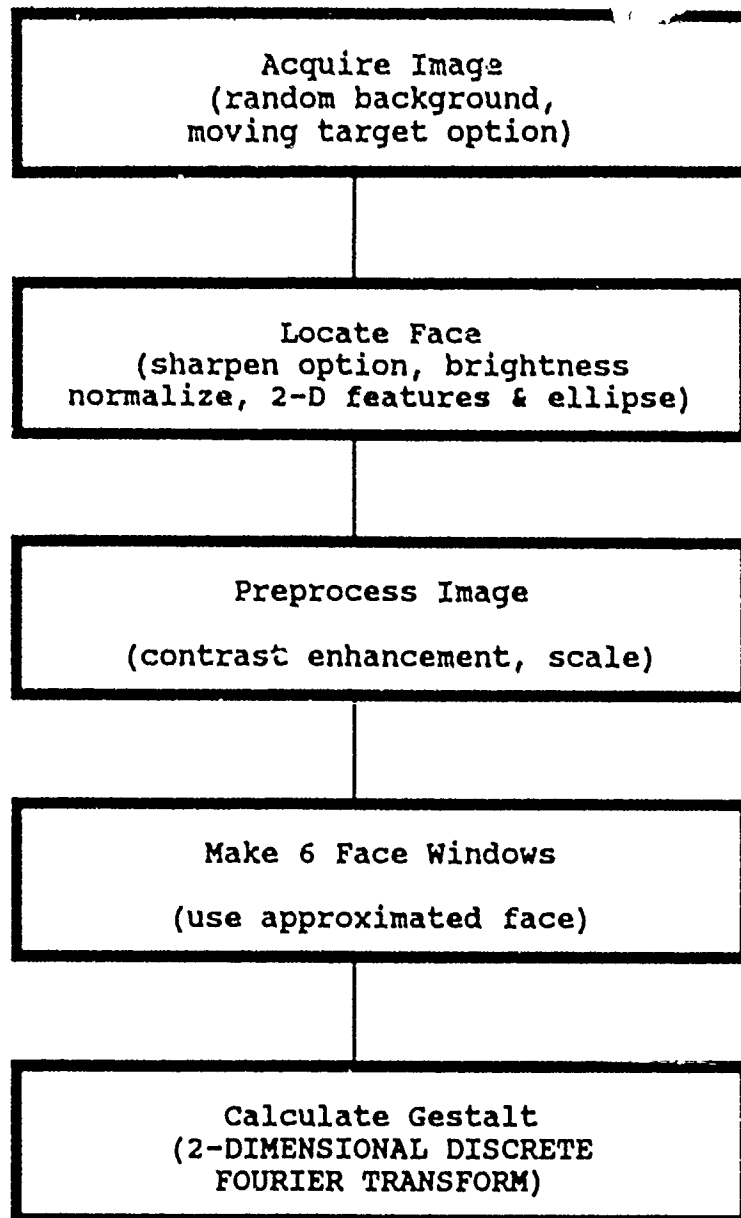 Acquire Image
(random background,
moving target option)
Locate Face
(sharpen option, brightness
normalize, 2-D features & ellipse)
Preprocess Image
(contrast enhancement, scale)
Make 6 Face Windows
(use approximated face)
Calculate Gestalt
(2-DIMENSIONAL DISCRETE
FOURIER TRANSFORM)